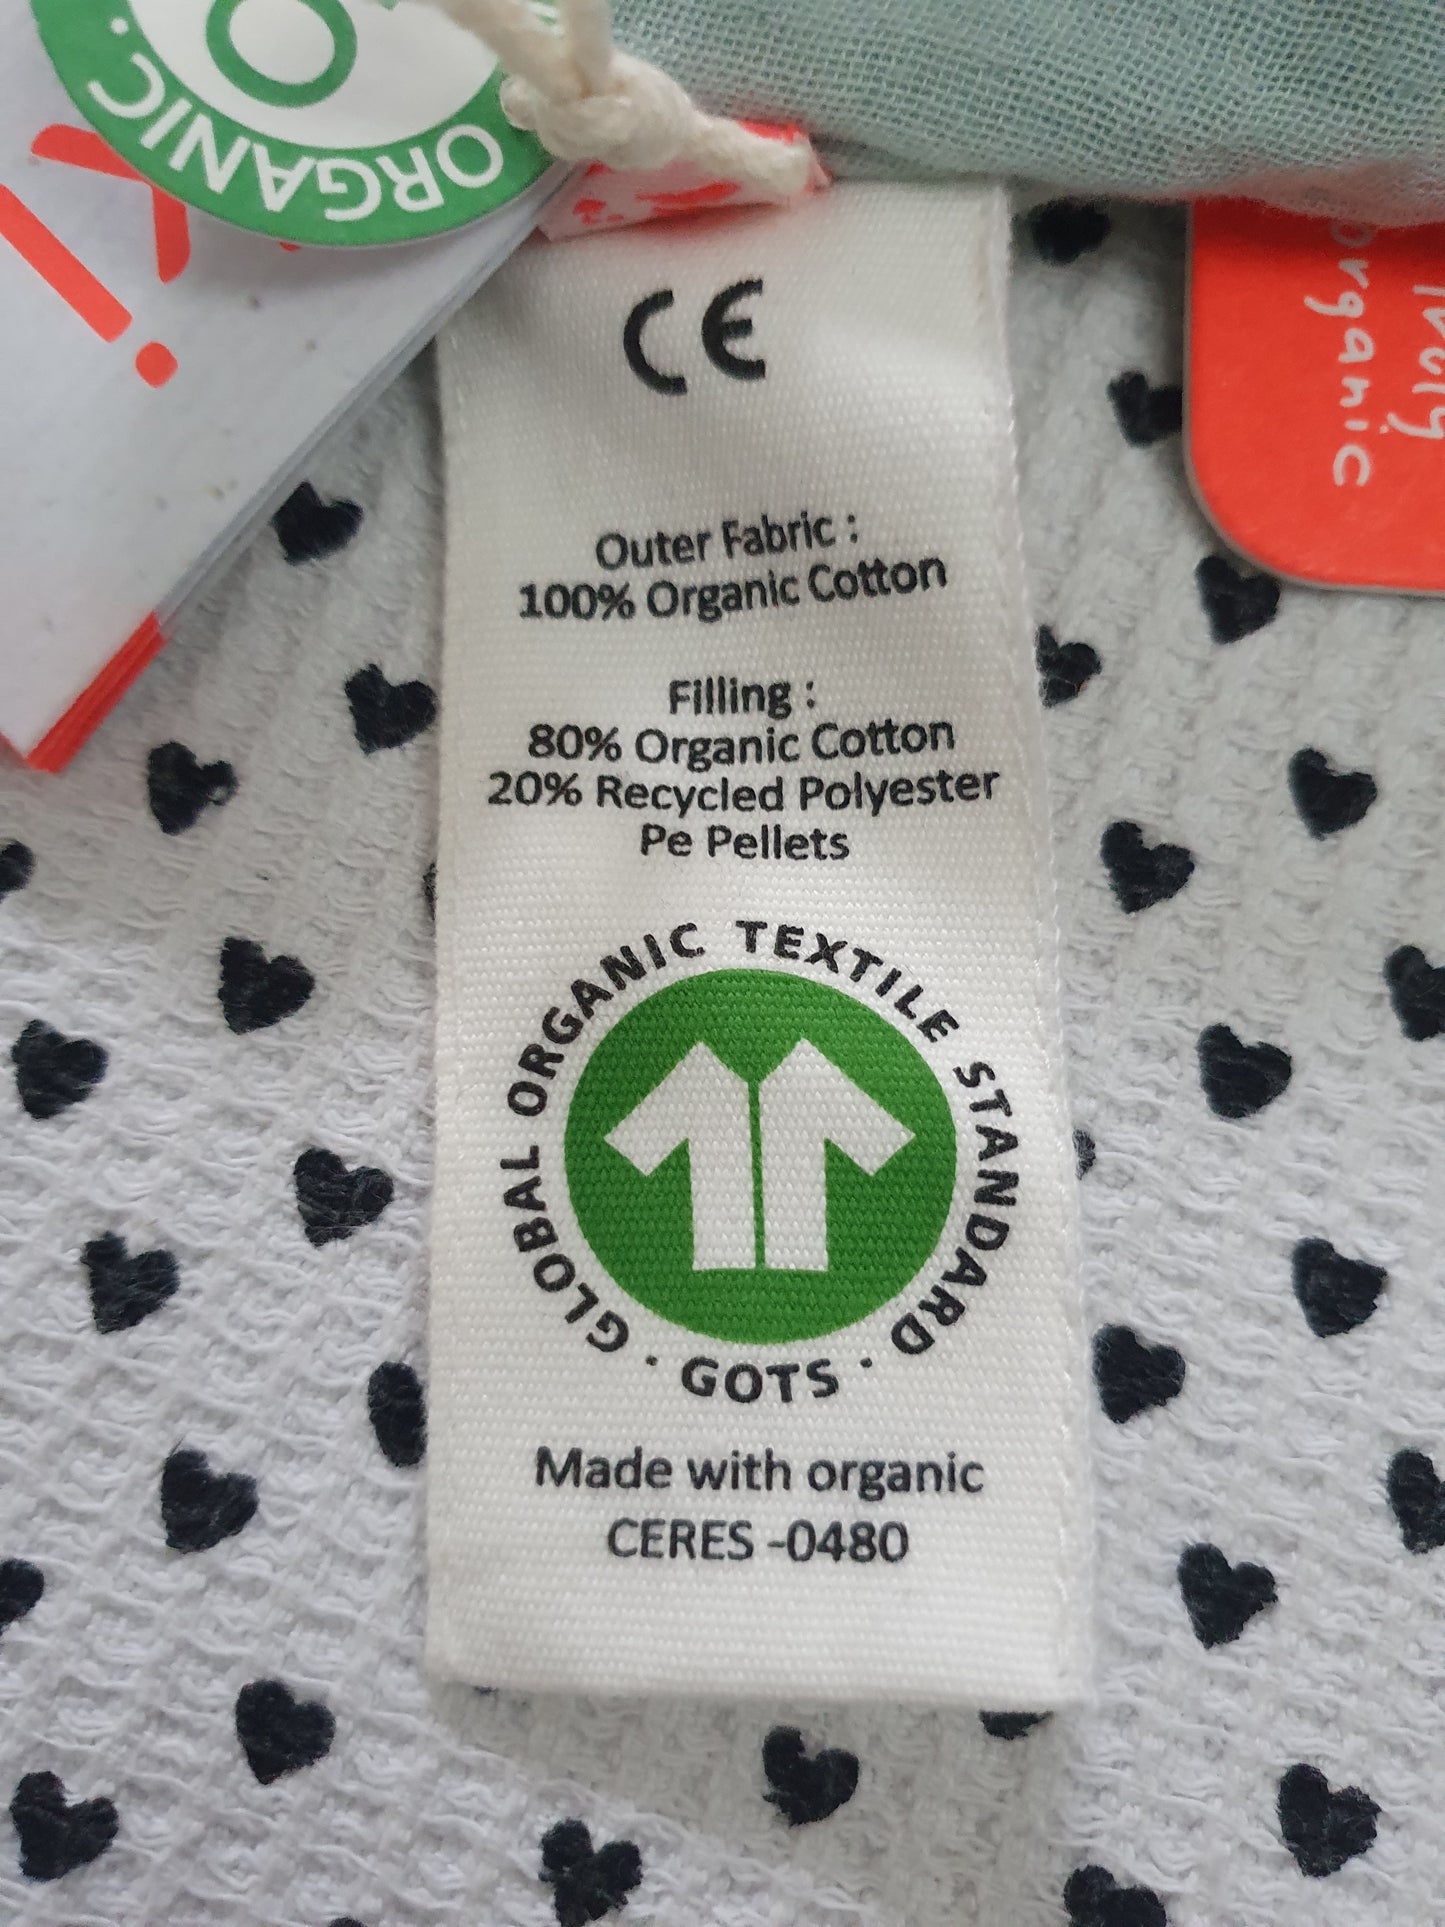 ORGANIC.
CE
Outer Fabric :
100% Organic Cotton
Filling :
80% Organic Cotton
20% Recycled Polyester
Pe Pellets
GLOBAL ORGANIC TEXTILE STANDARD
· GOTS ·
Made with organic
CERES -0480
organic